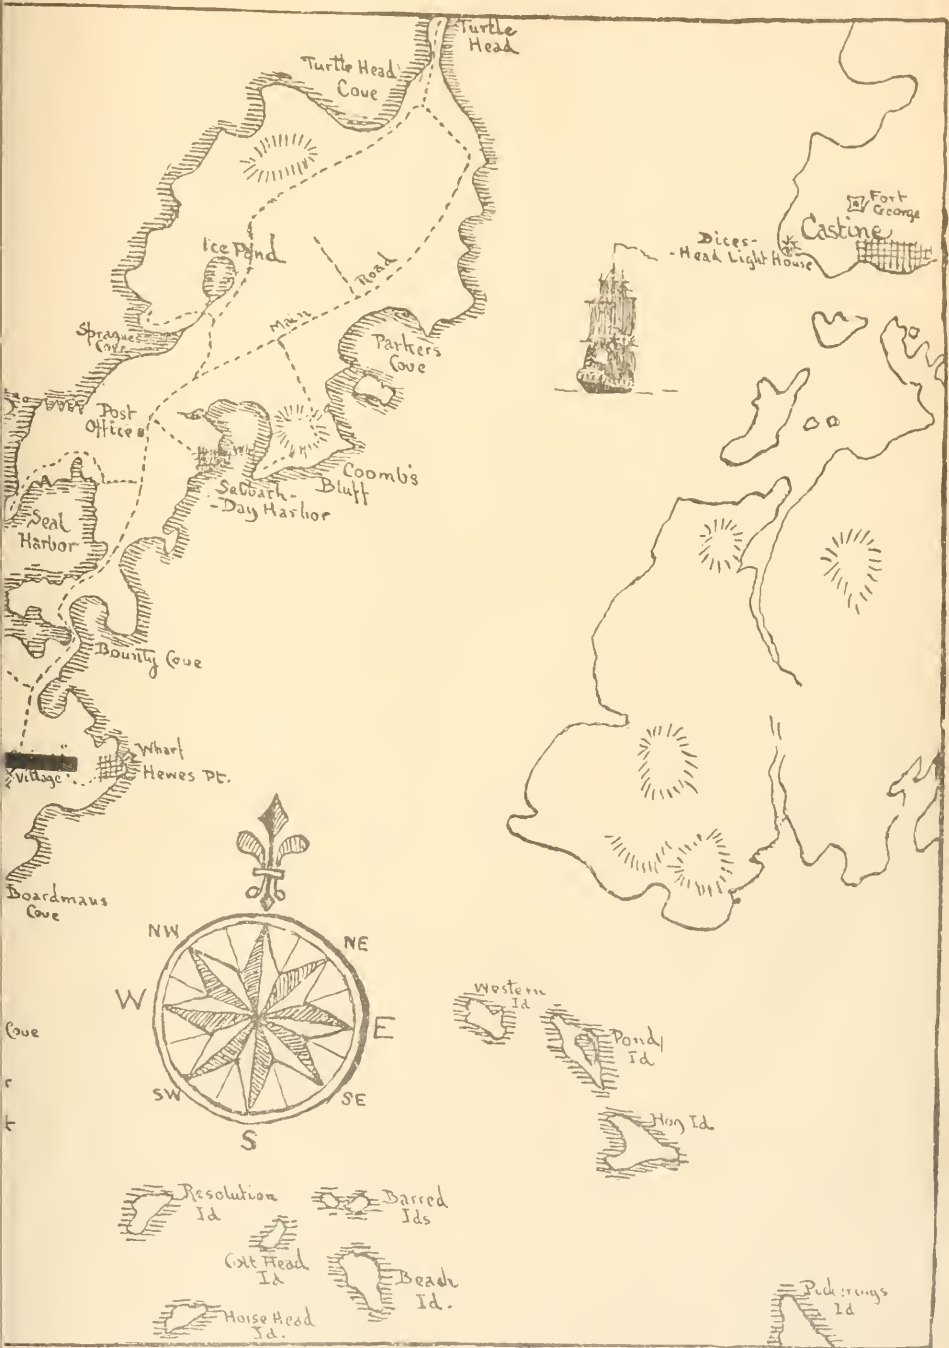 Turtle
Head
Turtle Head
Cove
Fort
George
Castine
Dices-
-Head Light House
Ice Pond
Main Road
Spragues
Cove
Parkers
Cove
Post
Office
Coombs
Bluff
Sabbath-
-Day Harbor
Seal
Harbor
Bounty Cove
Wharf
Hewes Pt.
Village
Boardmans
Cove
NW
NE
W
E
SW
SE
S
Cove
r
t
Western
Id
Pond
Id
Hog Id
Resolution
Id
Barred
Ids
Colt Head
Id
Beach
Id.
Horse Head
Id.
Pickerings
Id